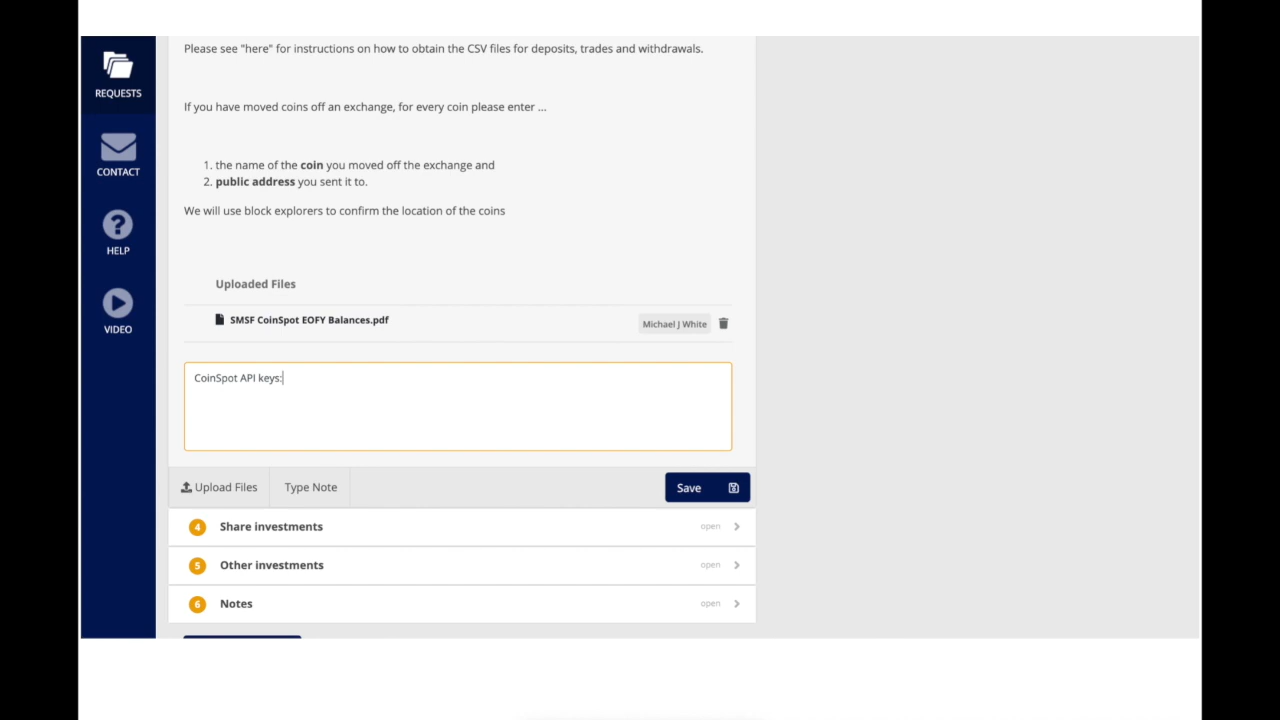 Please see "here" for instructions on how to obtain the CSV files for deposits, trades and withdrawals.
If you have moved coins off an exchange, for every coin please enter ...
1. the name of the coin you moved off the exchange and
2. public address you sent it to.
We will use block explorers to confirm the location of the coins
Uploaded Files
SMSF CoinSpot EOFY Balances.pdf
Michael J White
CoinSpot API keys:
Upload Files
Type Note
Save
4 Share investments open
5 Other investments open
6 Notes open
REQUESTS
CONTACT
HELP
VIDEO